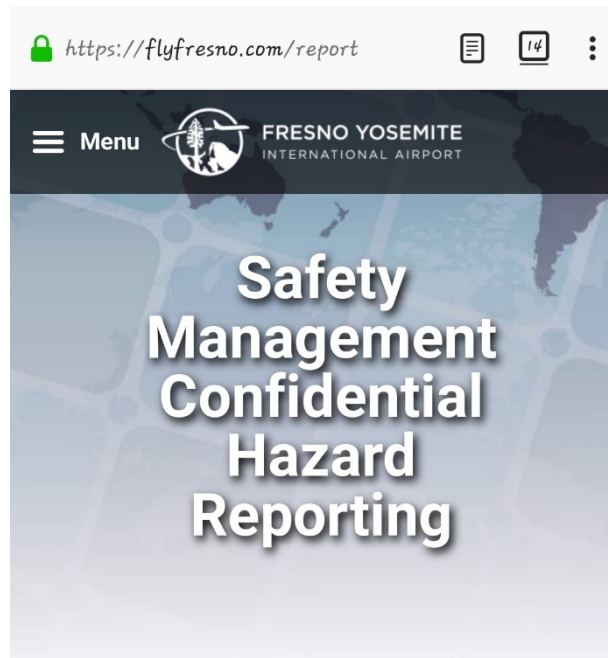 https://flyfresno.com/report
14
Menu
FRESNO YOSEMITE
INTERNATIONAL AIRPORT
Safety
Management
Confidential
Hazard
Reporting